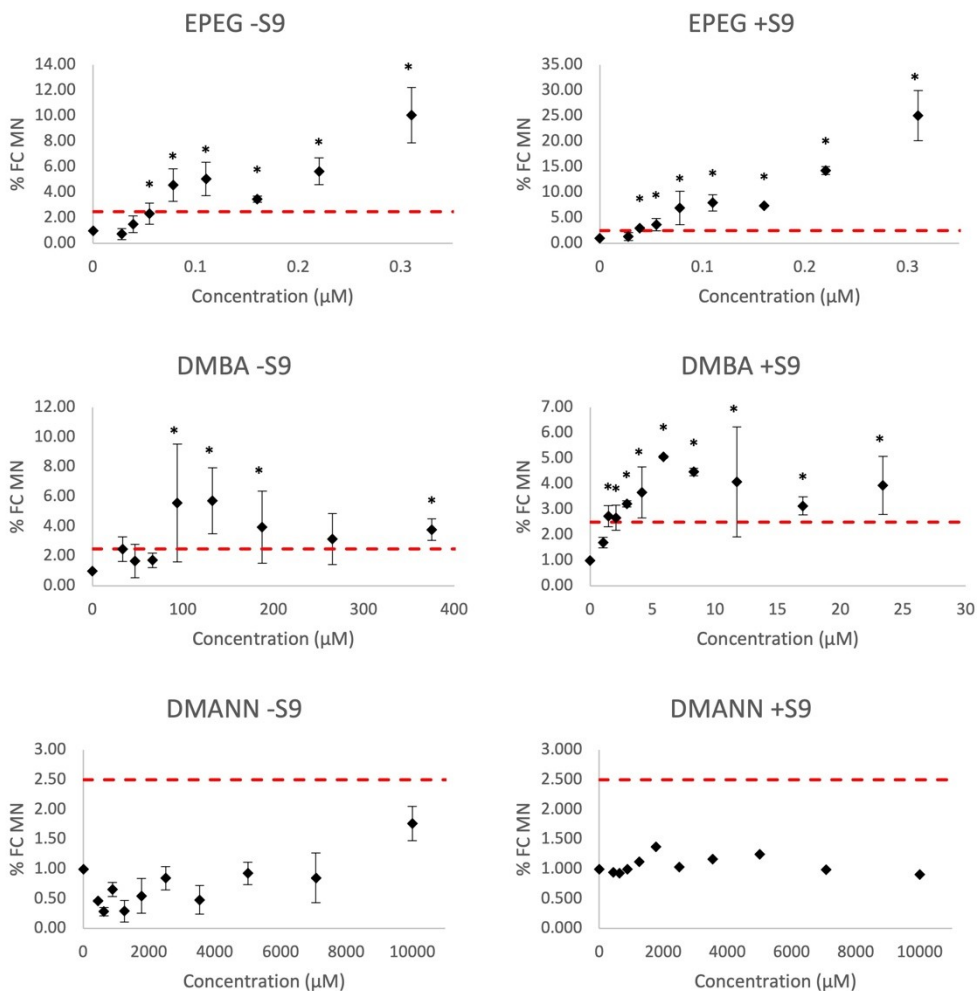 EPEG -S9
14.00
12.00
10.00
8.00
6.00
4.00
2.00
0.00
% FC MN
* * * * * * *
0 0.1 0.2 0.3
Concentration (µM)
EPEG +S9
35.00
30.00
25.00
20.00
15.00
10.00
5.00
0.00
% FC MN
* * * * * * *
0 0.1 0.2 0.3
Concentration (µM)
DMBA -S9
12.00
10.00
8.00
6.00
4.00
2.00
0.00
% FC MN
* * * *
0 100 200 300 400
Concentration (µM)
DMBA +S9
7.00
6.00
5.00
4.00
3.00
2.00
1.00
0.00
% FC MN
* * * * * * * * *
0 5 10 15 20 25 30
Concentration (µM)
DMANN -S9
3.00
2.50
2.00
1.50
1.00
0.500
0.00
% FC MN
0 2000 4000 6000 8000 10000
Concentration (µM)
DMANN +S9
3.000
2.500
2.000
1.500
1.000
0.500
0.000
% FC MN
0 2000 4000 6000 8000 10000
Concentration (µM)